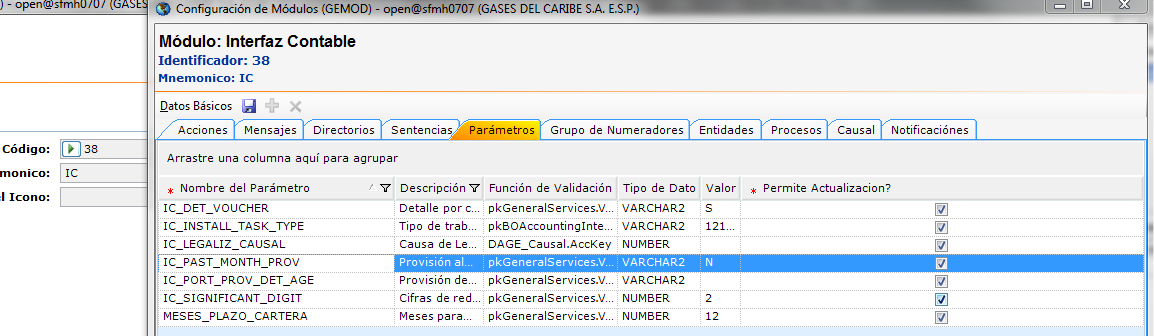 ) - open@sfmh0707 (GASES
Configuración de Módulos (GEMOD) - open@sfmh0707 (GASES DEL CARIBE S.A. E.S.P.)
Módulo: Interfaz Contable
Identificador: 38
Mnemonico: IC
Datos Básicos
Acciones Mensajes Directorios Sentencias Parámetros Grupo de Numeradores Entidades Procesos Causal Notificaciónes
Código: 38
Arrastre una columna aquí para agrupar
monico: IC
el Icono:
Nombre del Parámetro Descripción Función de Validación Tipo de Dato Valor Permite Actualizacion?
IC_DET_VOUCHER Detalle por c... pkGeneralServices.V... VARCHAR2 S
IC_INSTALL_TASK_TYPE Tipo de trab... pkBOAccountingInte... VARCHAR2 121...
IC_LEGALIZ_CAUSAL Causa de Le... DAGE_Causal.AccKey NUMBER
IC_PAST_MONTH_PROV Provisión al... pkGeneralServices.V... VARCHAR2 N
IC_PORT_PROV_DET_AGE Provisión de... pkGeneralServices.V... VARCHAR2
IC_SIGNIFICANT_DIGIT Cifras de red... pkGeneralServices.V... NUMBER 2
MESES_PLAZO_CARTERA Meses para... pkGeneralServices.V... NUMBER 12